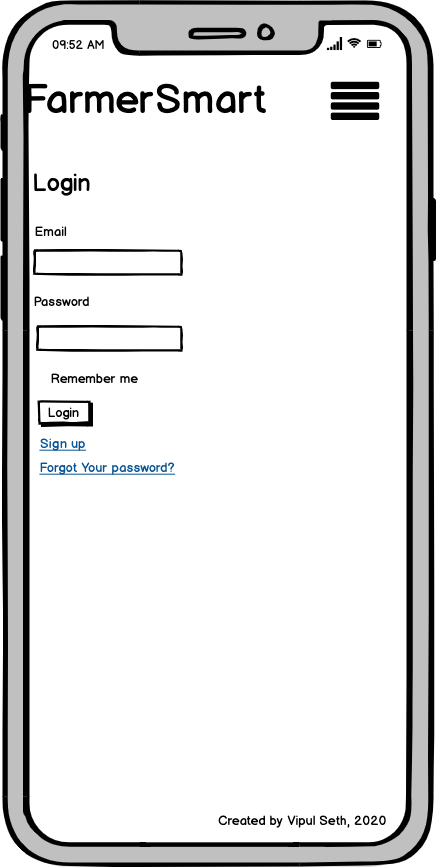 09:52 AM
FarmerSmart
Login
Email
Password
Remember me
Login
Sign up
Forgot Your password?
Created by Vipul Seth, 2020